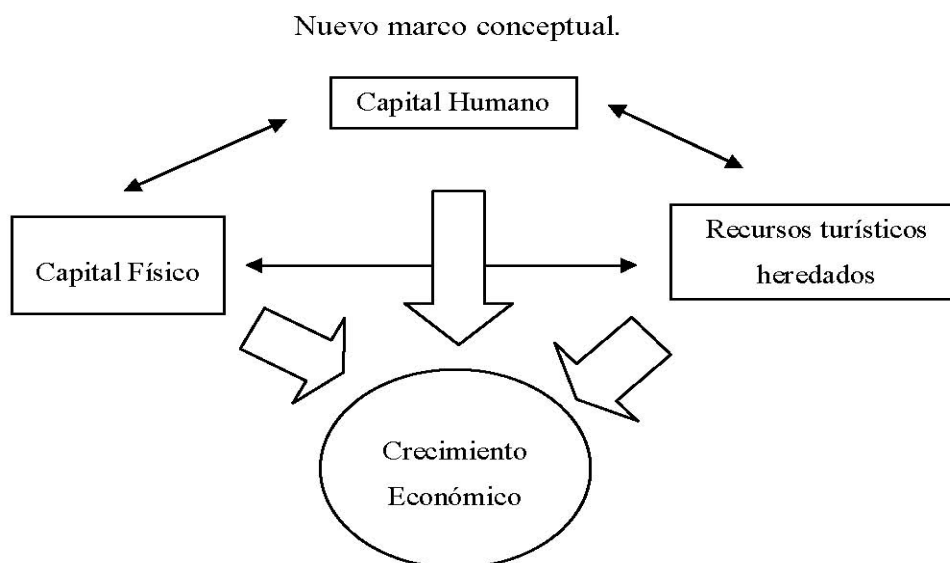 Nuevo marco conceptual.
Capital Humano
Capital Físico
Recursos turísticos
heredados
Crecimiento
Económico